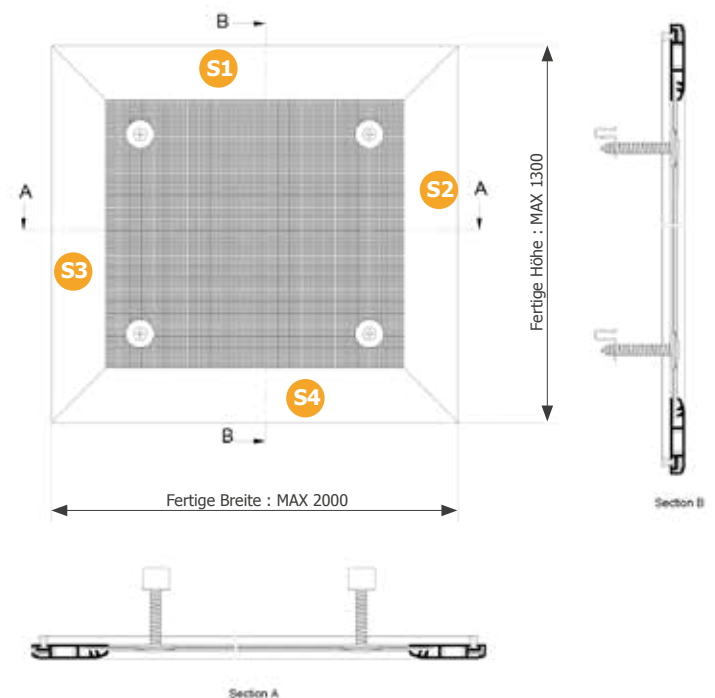 B
S1
A
S2
A
Fertige Höhe : MAX 1300
S3
S4
B
Fertige Breite : MAX 2000
Section B
Section A